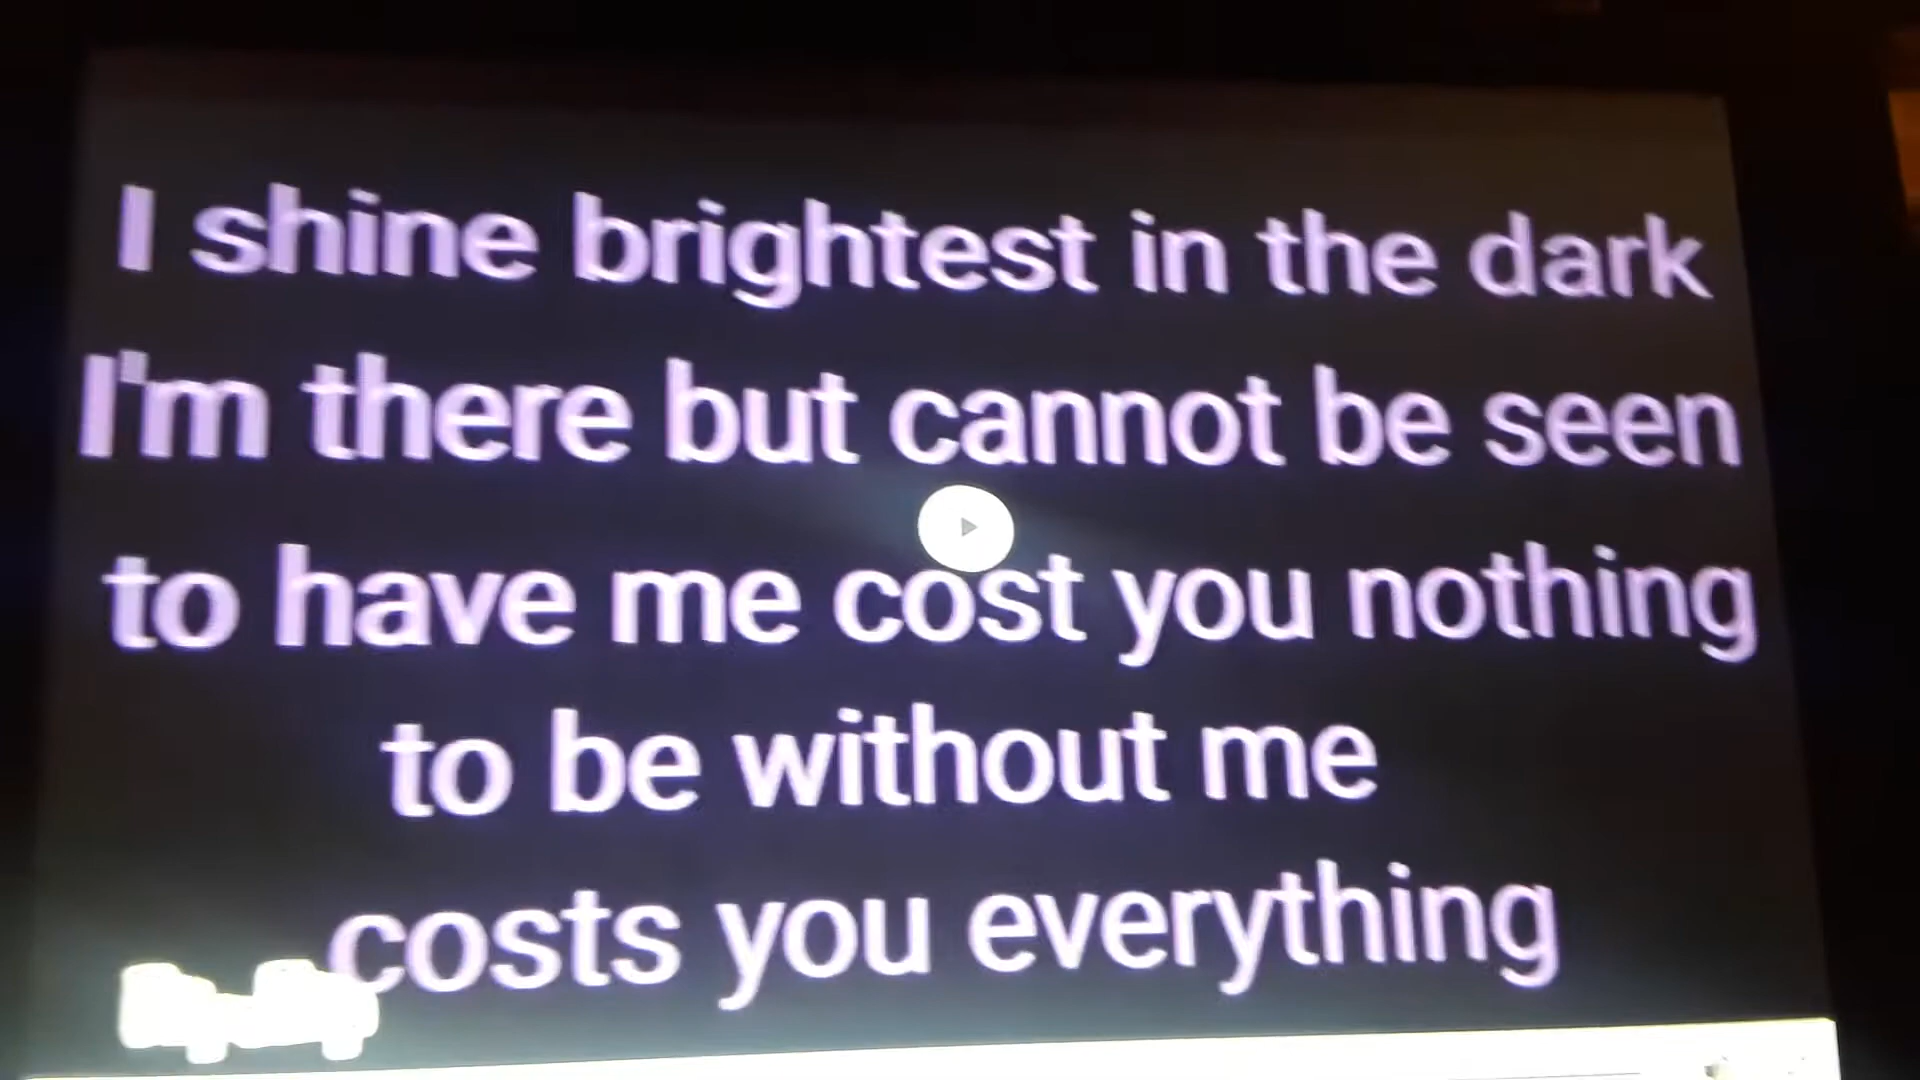 I shine brightest in the dark
I'm there but cannot be seen
to have me cost you nothing
to be without me
costs you everything